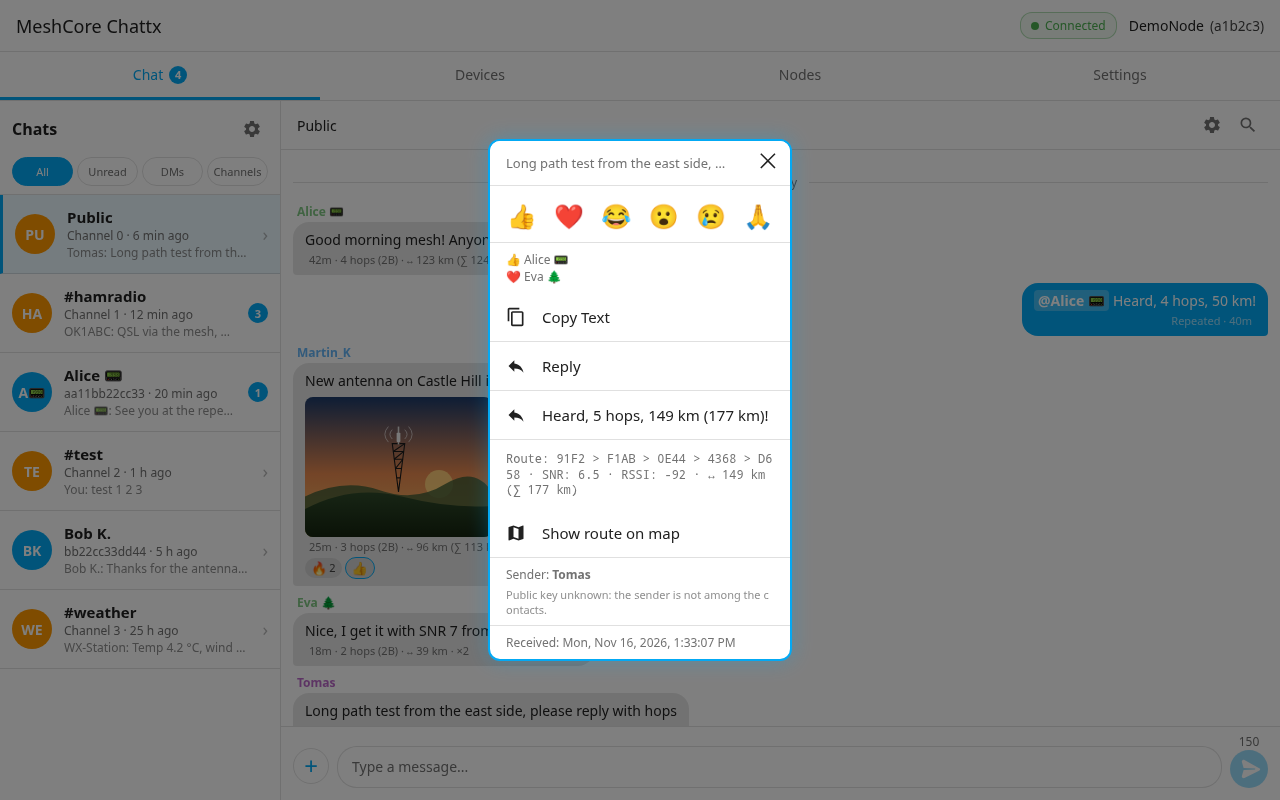 MeshCore Chattx
Connected
DemoNode (a1b2c3)
Chat 4
Devices
Nodes
Settings
Chats
All
Unread
DMs
Channels
PU
Public
Channel 0 · 6 min ago
Tomas: Long path test from th...
HA
#hamradio
Channel 1 · 12 min ago
OK1ABC: QSL via the mesh, ...
3
A📟
Alice 📟
aa11bb22cc33 · 20 min ago
Alice 📟: See you at the repe...
1
TE
#test
Channel 2 · 1 h ago
You: test 1 2 3
BK
Bob K.
bb22cc33dd44 · 5 h ago
Bob K.: Thanks for the antenna...
WE
#weather
Channel 3 · 25 h ago
WX-Station: Temp 4.2 °C, wind ...
Public
Alice 📟
Good morning mesh! Anyon
42m · 4 hops (2B) · ↔ 123 km (∑ 124
@Alice 📟 Heard, 4 hops, 50 km!
Repeated · 40m
Martin_K
New antenna on Castle Hill i
25m · 3 hops (2B) · ↔ 96 km (∑ 113
🔥 2 👍
Eva 🌲
Nice, I get it with SNR 7 from
18m · 2 hops (2B) · ↔ 39 km · ×2
Tomas
Long path test from the east side, please reply with hops
Long path test from the east side, ...
👍 ❤️ 😂 😮 😢 🙏
👍 Alice 📟
❤️ Eva 🌲
Copy Text
Reply
Heard, 5 hops, 149 km (177 km)!
Route: 91F2 > F1AB > 0E44 > 4368 > D6
58 · SNR: 6.5 · RSSI: -92 · ↔ 149 km
(∑ 177 km)
Show route on map
Sender: Tomas
Public key unknown: the sender is not among the c
ontacts.
Received: Mon, Nov 16, 2026, 1:33:07 PM
Type a message...
150